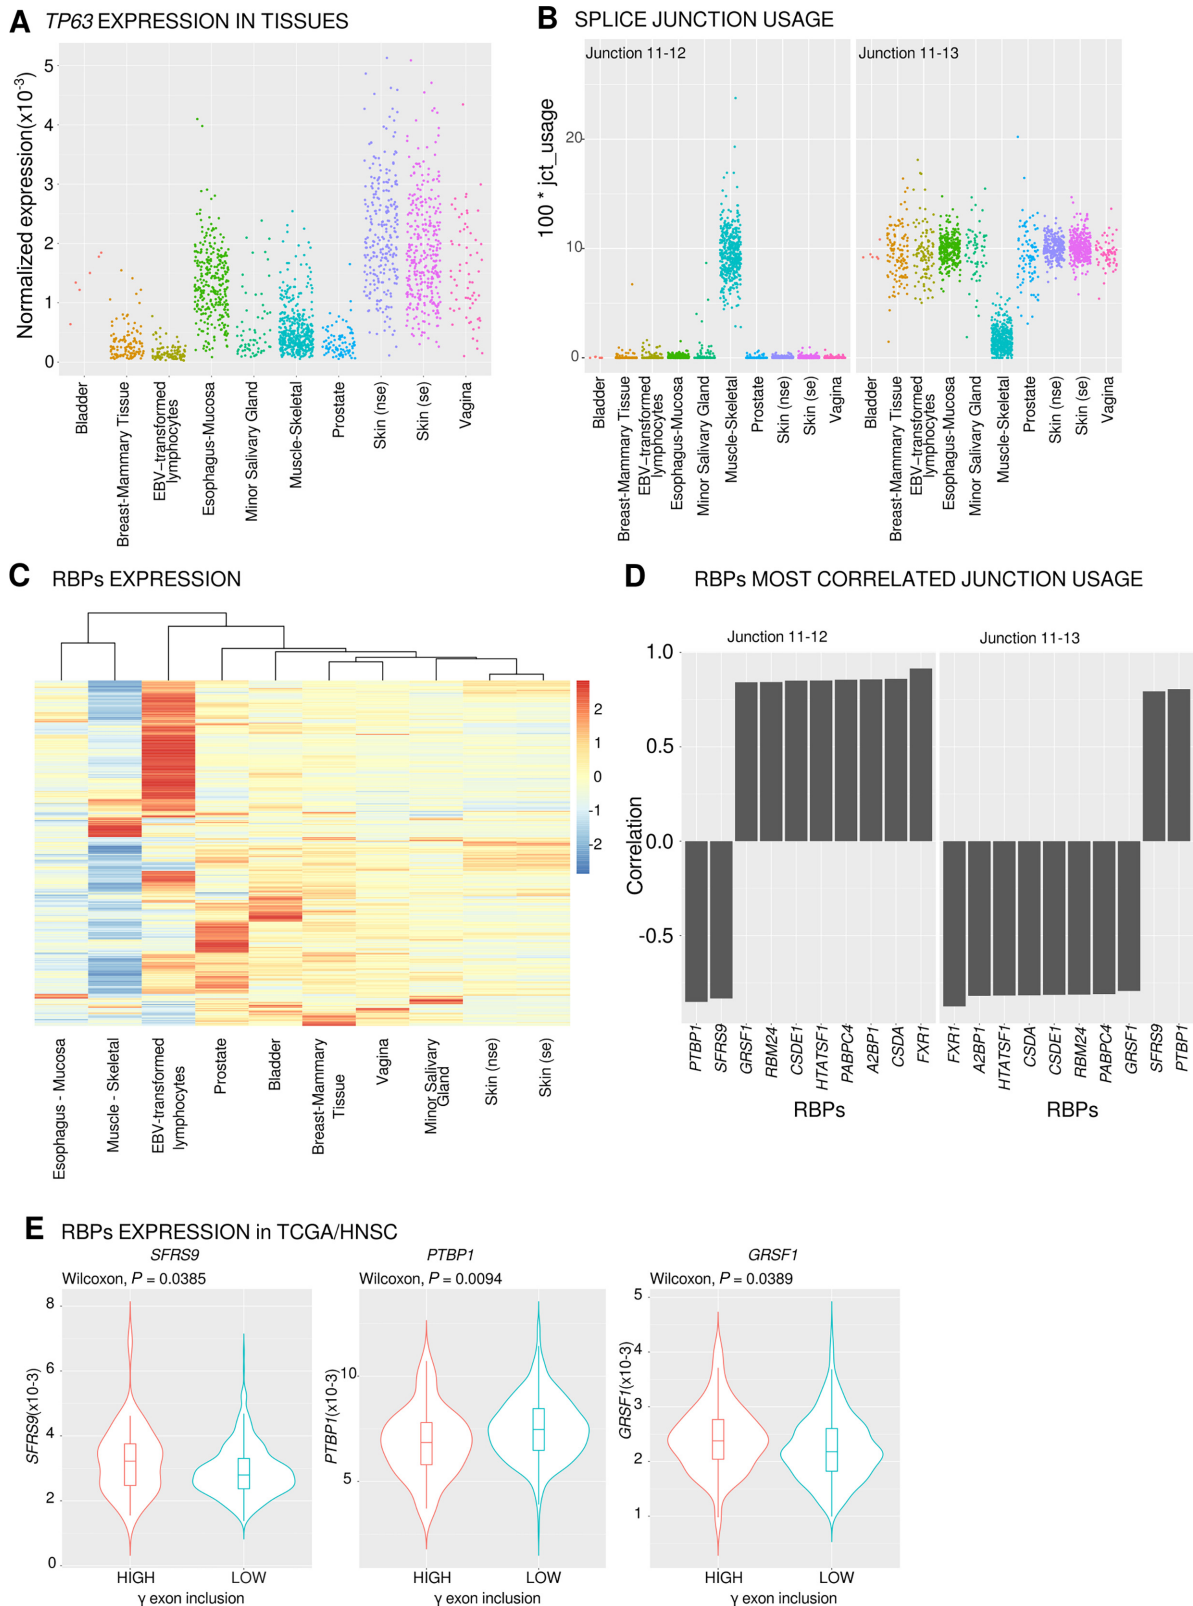 A TP63 EXPRESSION IN TISSUES
Normalized expression(x10-3)
5
4
3
2
1
0
Bladder
Breast-Mammary Tissue
EBV-transformed
lymphocytes
Esophagus-Mucosa
Minor Salivary Gland
Muscle-Skeletal
Prostate
Skin (nse)
Skin (se)
Vagina
B SPLICE JUNCTION USAGE
Junction 11-12
Junction 11-13
100 * jct_usage
20
10
0
Bladder
Breast-Mammary Tissue
EBV-transformed
lymphocytes
Esophagus-Mucosa
Minor Salivary Gland
Muscle-Skeletal
Prostate
Skin (nse)
Skin (se)
Vagina
Bladder
Breast-Mammary Tissue
EBV-transformed
lymphocytes
Esophagus-Mucosa
Minor Salivary Gland
Muscle-Skeletal
Prostate
Skin (nse)
Skin (se)
Vagina
C RBPs EXPRESSION
2
1
0
-1
-2
Esophagus - Mucosa
Muscle - Skeletal
EBV-transformed
lymphocytes
Prostate
Bladder
Breast-Mammary
Tissue
Vagina
Minor Salivary
Gland
Skin (nse)
Skin (se)
D RBPs MOST CORRELATED JUNCTION USAGE
Junction 11-12
Junction 11-13
Correlation
1.0
0.5
0.0
-0.5
PTBP1
SFRS9
GRSF1
RBM24
CSDE1
HTATSF1
PABPC4
A2BP1
CSDA
FXR1
FXR1
A2BP1
HTATSF1
CSDA
CSDE1
RBM24
PABPC4
GRSF1
SFRS9
PTBP1
RBPs
RBPs
E RBPs EXPRESSION in TCGA/HNSC
SFRS9
Wilcoxon, P = 0.0385
SFRS9(x10-3)
8
6
4
2
0
HIGH
LOW
γ exon inclusion
PTBP1
Wilcoxon, P = 0.0094
PTBP1(x10-3)
10
5
HIGH
LOW
γ exon inclusion
GRSF1
Wilcoxon, P = 0.0389
GRSF1(x10-3)
5
4
3
2
1
HIGH
LOW
γ exon inclusion